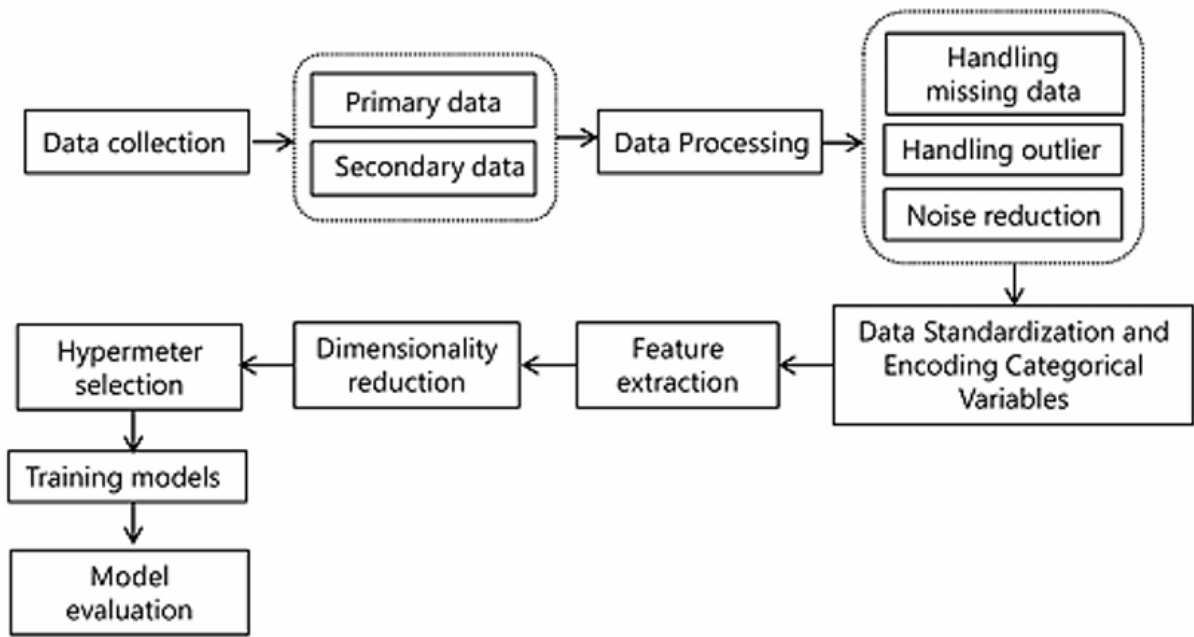 Data collection
Primary data
Secondary data
Data Processing
Handling
missing data
Handling outlier
Noise reduction
Data Standardization and
Encoding Categorical
Variables
Feature
extraction
Dimensionality
reduction
Hypermeter
selection
Training models
Model
evaluation